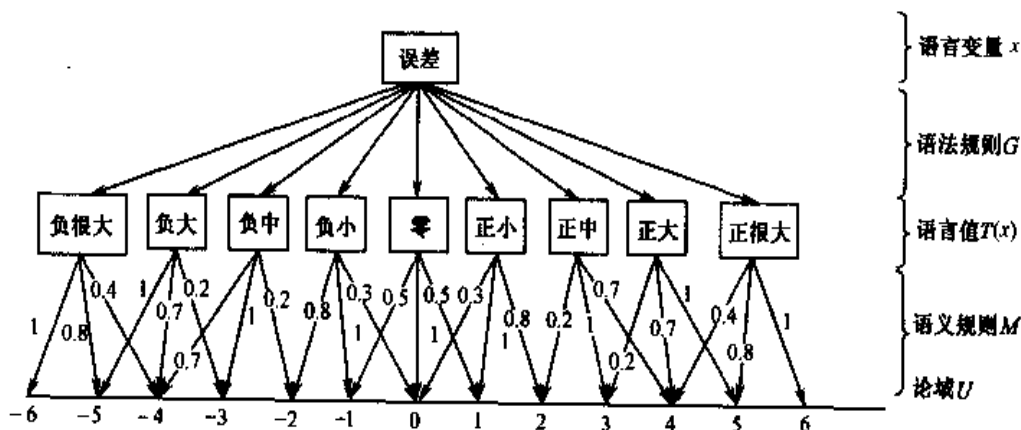 误差
语言变量 x
语法规则G
负很大 负大 负中 负小 零 正小 正中 正大 正很大
语言值T(x)
0.4 1 0.2 0.2 0.3 0.5 0.5 0.3 0.7 1
1 0.8 0.7 1 0.8 1 1 0.8 0.2 1 0.7 0.4 1
0.7 1 0.2 0.8
语义规则M
论域U
-6 -5 -4 -3 -2 -1 0 1 2 3 4 5 6